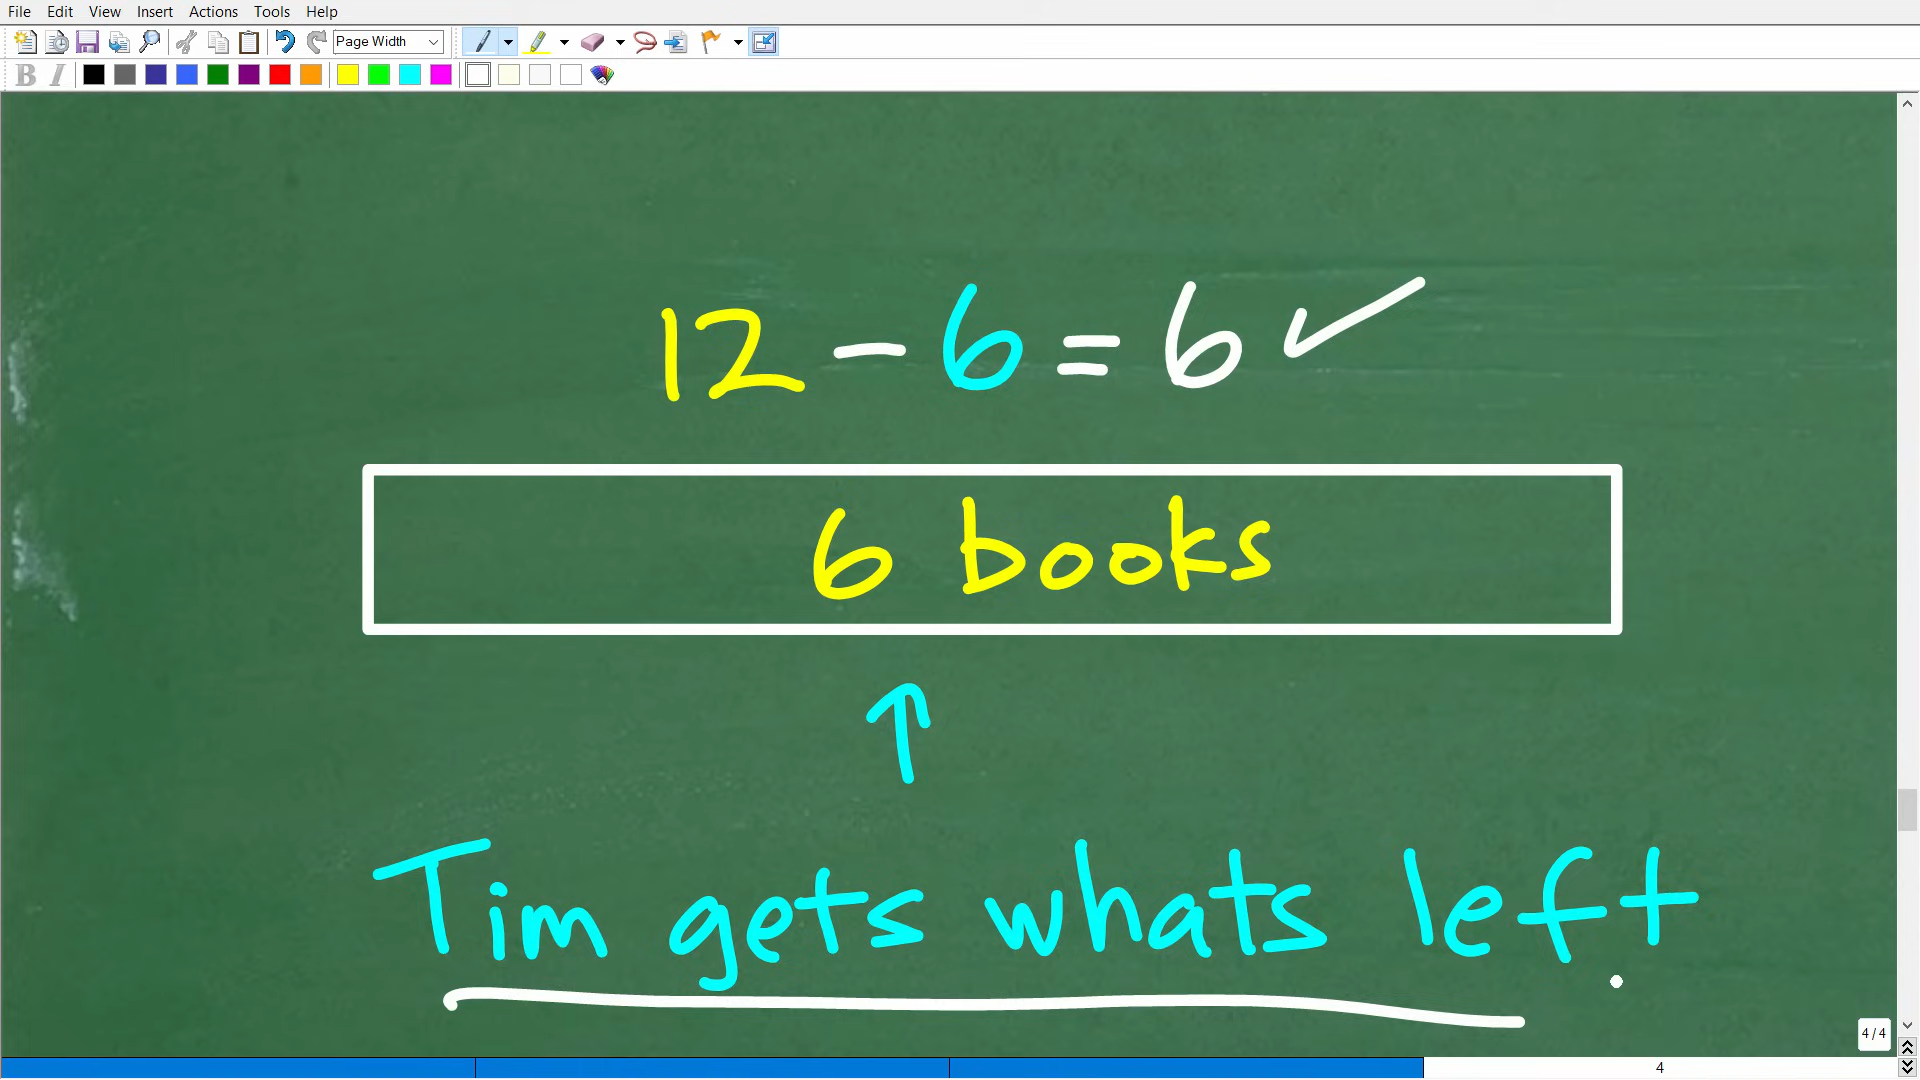 File Edit View Insert Actions Tools Help
Page Width
B I
12 - 6 = 6 ✓
6 books
↑
Tim gets whats left
4 / 4
4